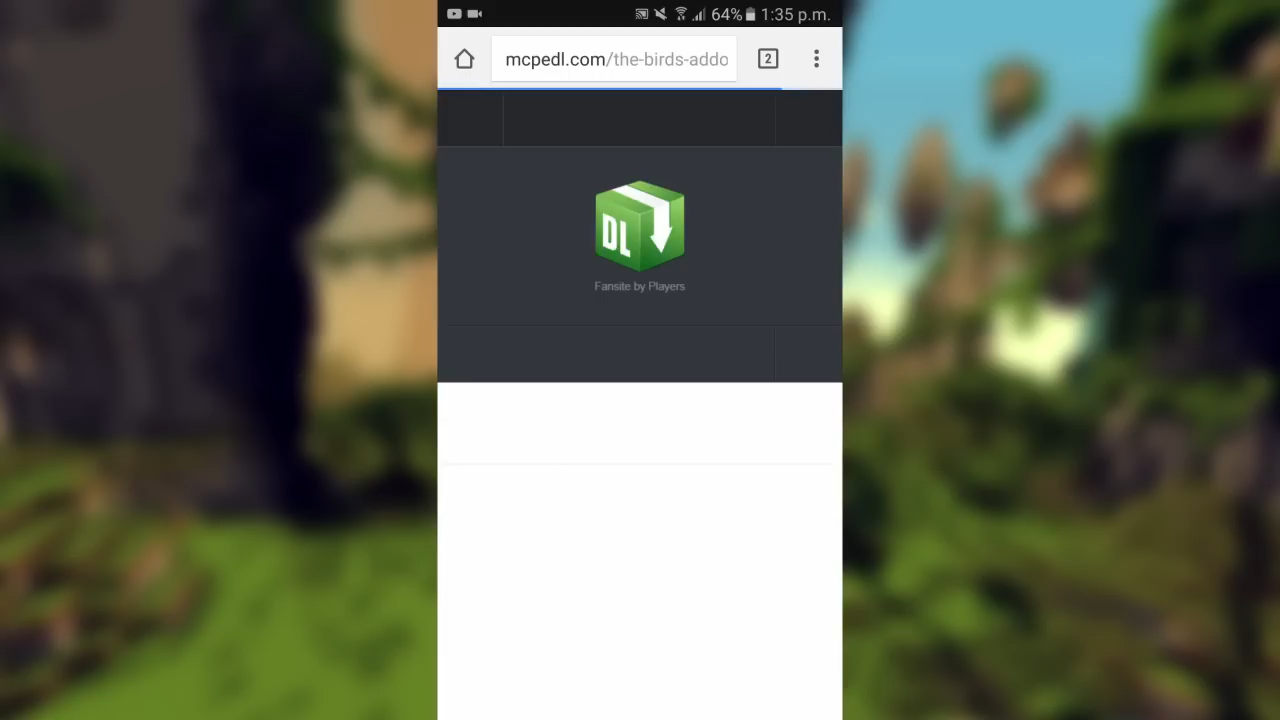 64% 1:35 p.m.
mcpedl.com/the-birds-addo
2
DL
Fansite by Players